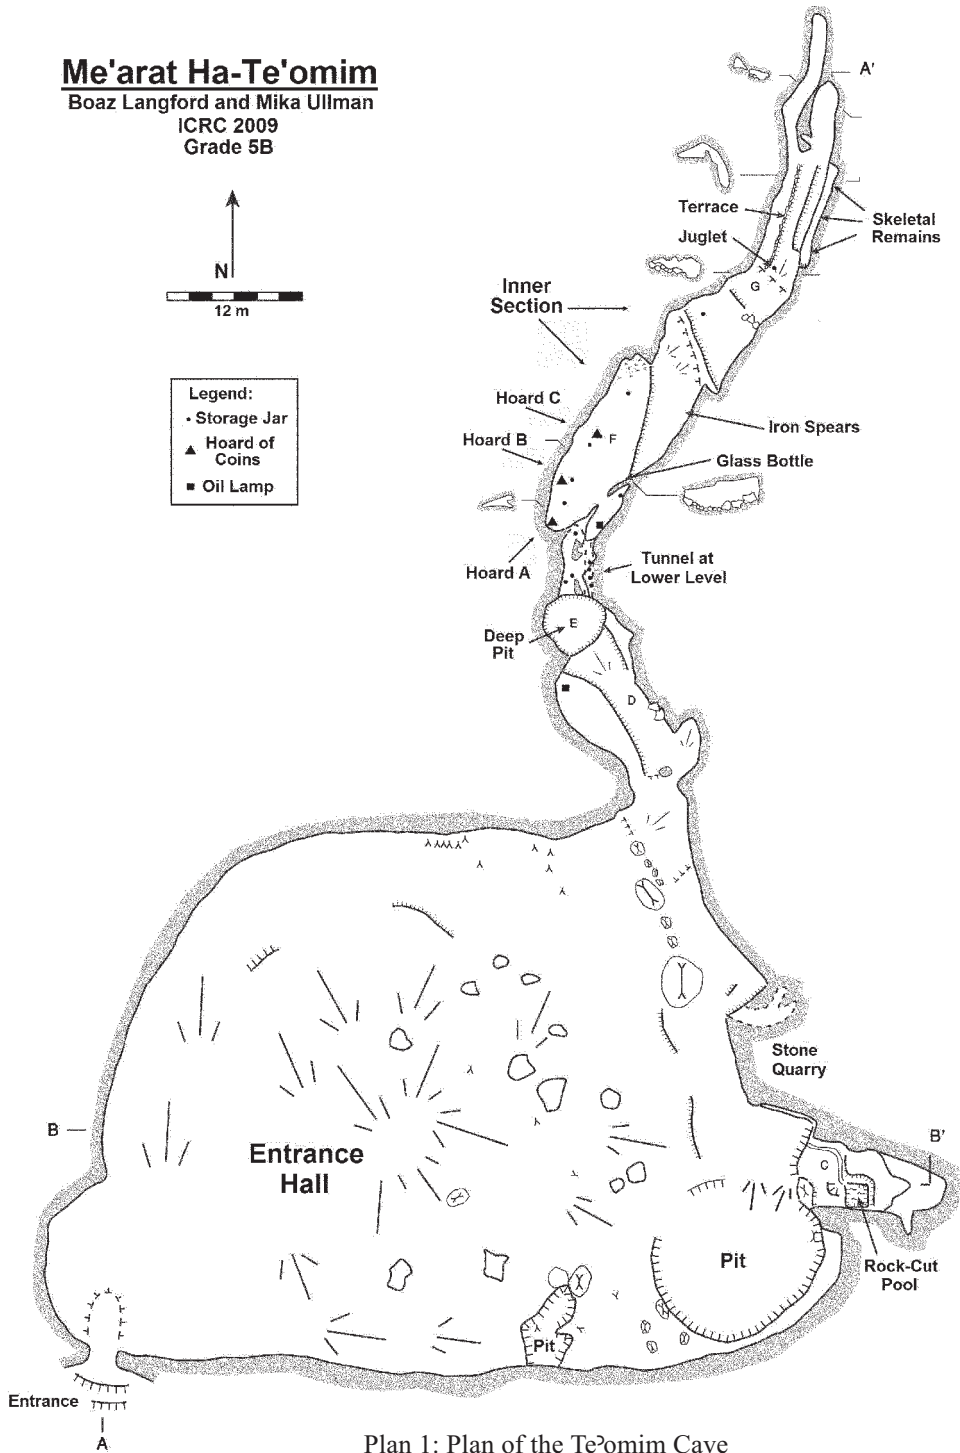 Me'arat Ha-Te'omim
Boaz Langford and Mika Ullman
ICRC 2009
Grade 5B
N
12 m
Legend:
Storage Jar
Hoard of
Coins
Oil Lamp
A'
Terrace
Juglet
Skeletal
Remains
G
Inner
Section
Hoard C
Hoard B
F
Iron Spears
Glass Bottle
Hoard A
Tunnel at
Lower Level
E
Deep
Pit
D
Stone
Quarry
B
B'
Entrance
Hall
C
Pit
Rock-Cut
Pool
Pit
Entrance
A
Plan 1: Plan of the Teʾomim Cave